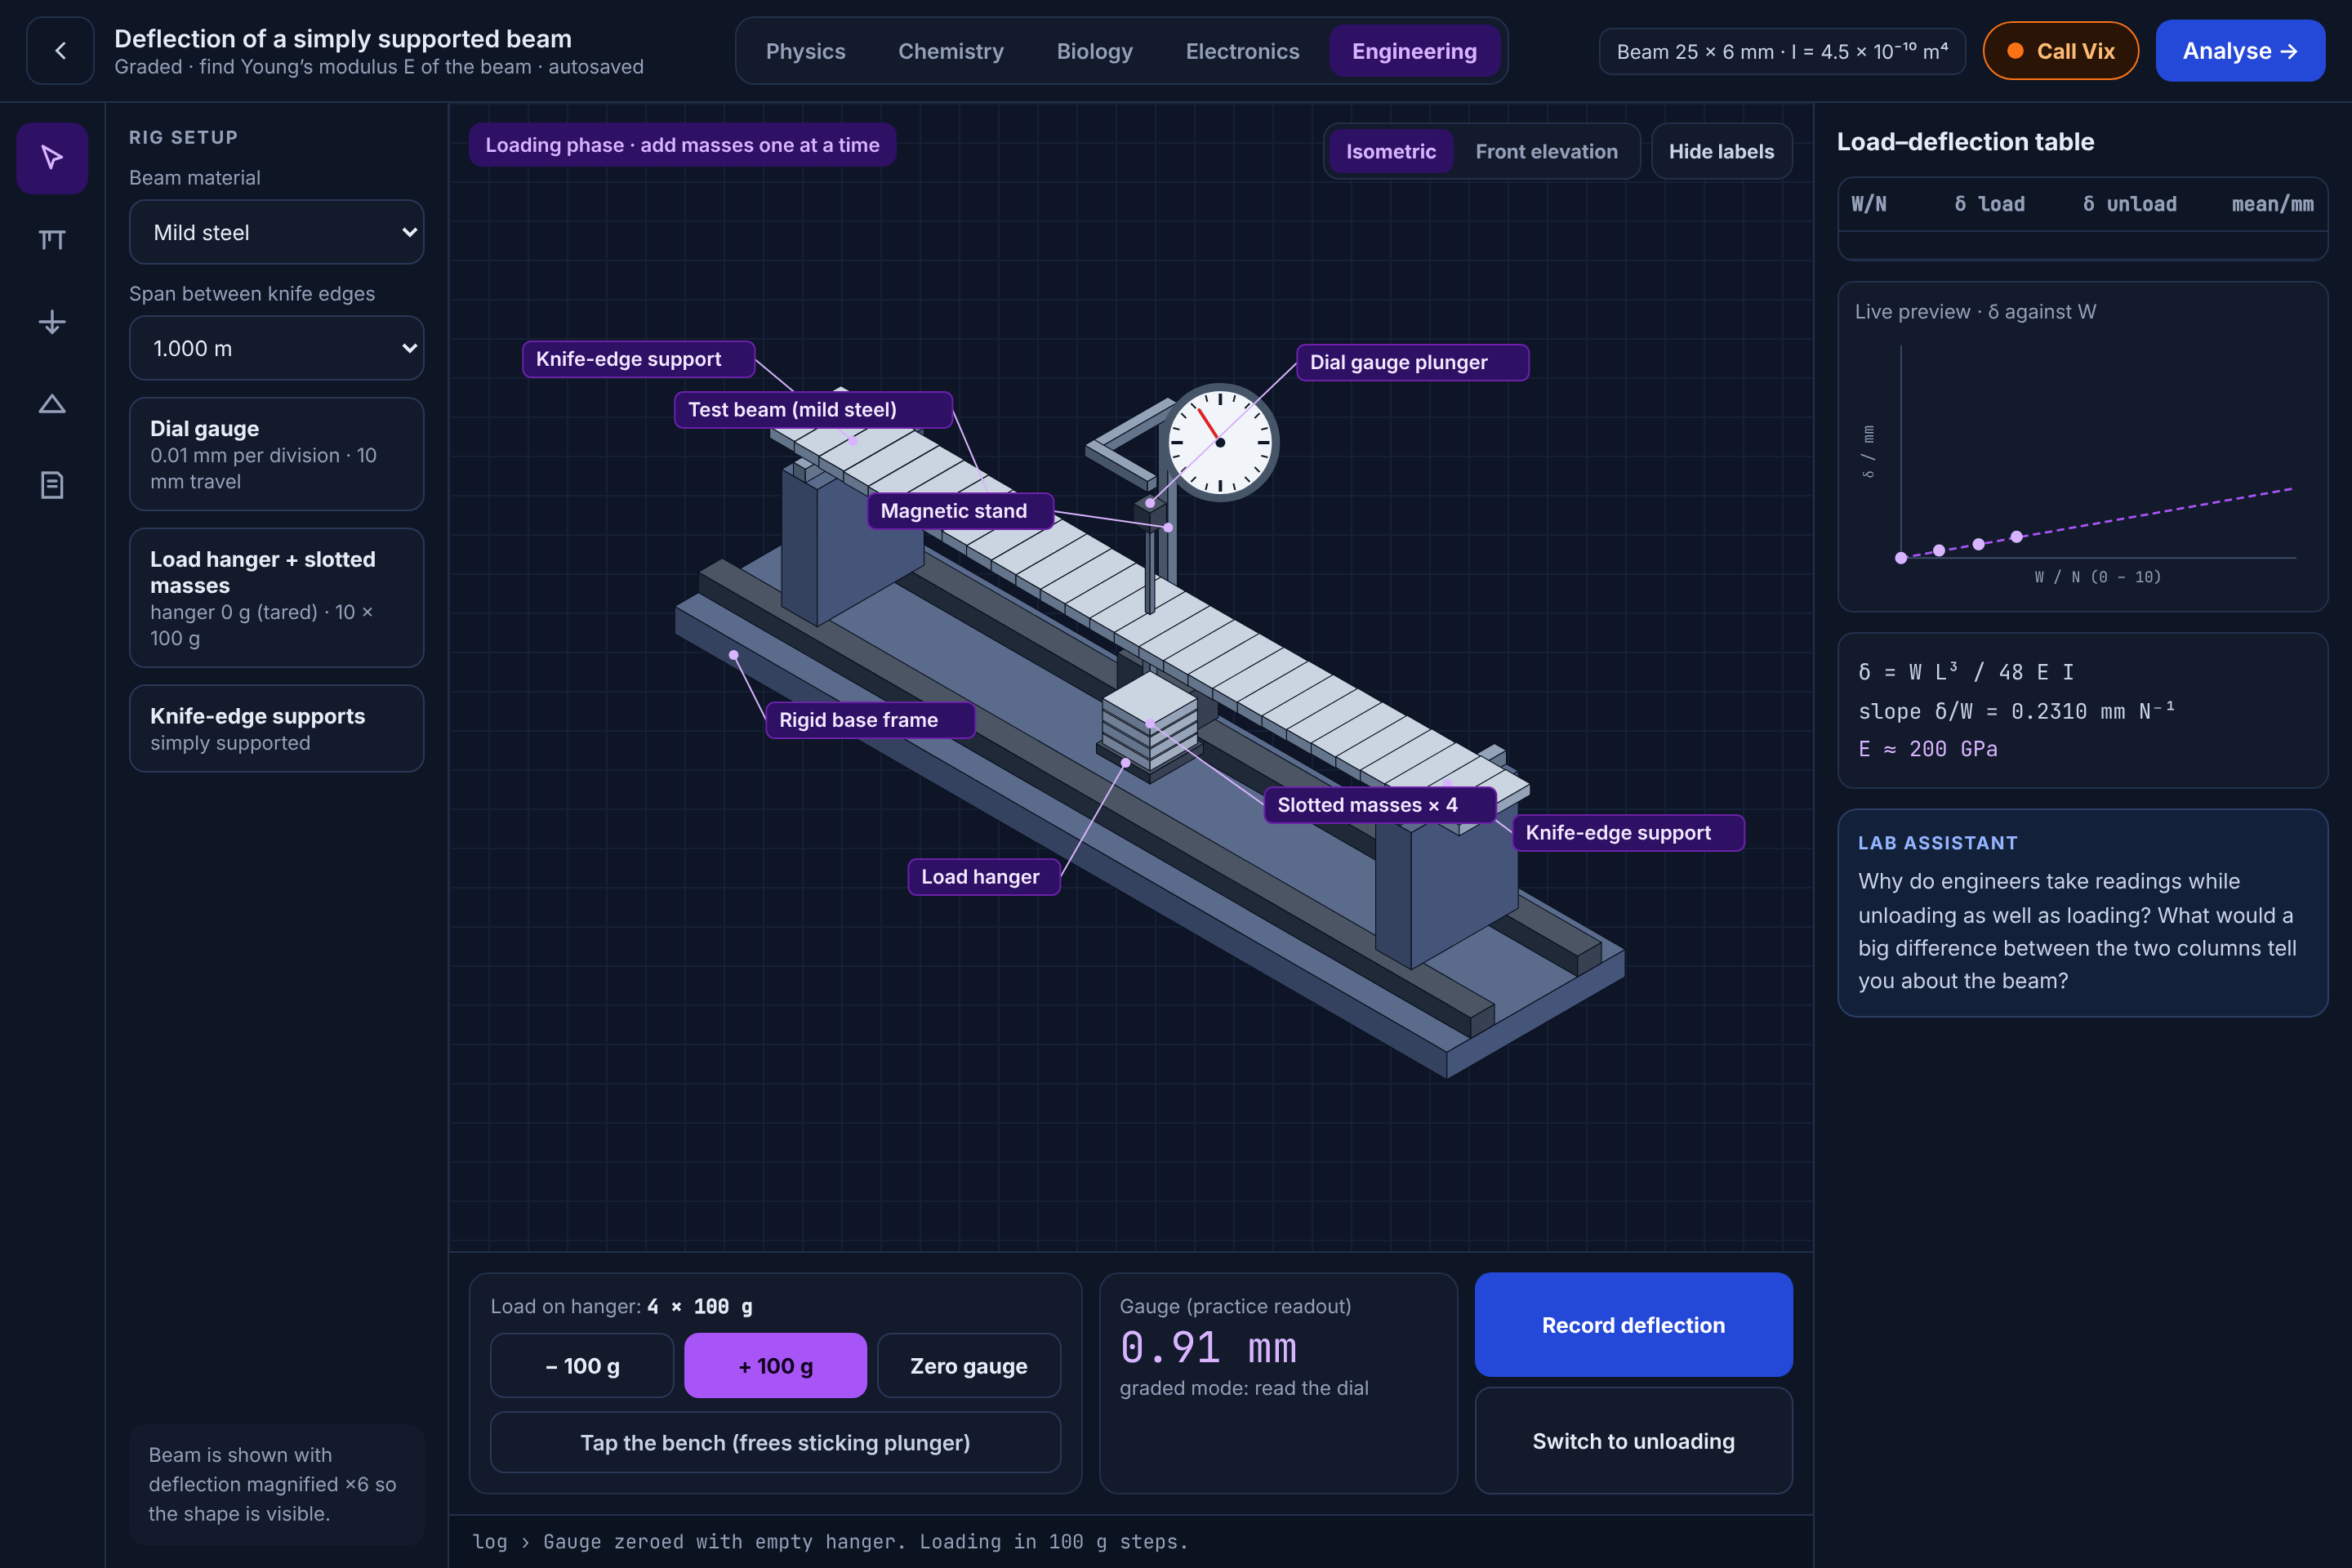 Deflection of a simply supported beam
Graded · find Young's modulus E of the beam · autosaved
Physics
Chemistry
Biology
Electronics
Engineering
Beam 25 × 6 mm · I = 4.5 × 10⁻¹⁰ m⁴
Call Vix
Analyse →
RIG SETUP
Beam material
Mild steel
Span between knife edges
1.000 m
Dial gauge
0.01 mm per division · 10
mm travel
Load hanger + slotted
masses
hanger 0 g (tared) · 10 ×
100 g
Knife-edge supports
simply supported
Beam is shown with
deflection magnified ×6 so
the shape is visible.
Loading phase · add masses one at a time
Isometric
Front elevation
Hide labels
Knife-edge support
Dial gauge plunger
Test beam (mild steel)
Magnetic stand
Rigid base frame
Slotted masses × 4
Knife-edge support
Load hanger
Load on hanger: 4 × 100 g
− 100 g
+ 100 g
Zero gauge
Tap the bench (frees sticking plunger)
Gauge (practice readout)
0.91 mm
graded mode: read the dial
Record deflection
Switch to unloading
log › Gauge zeroed with empty hanger. Loading in 100 g steps.
Load–deflection table
W/N δ load δ unload mean/mm
Live preview · δ against W
δ / mm
W / N (0 – 10)
δ = W L³ / 48 E I
slope δ/W = 0.2310 mm N⁻¹
E ≈ 200 GPa
LAB ASSISTANT
Why do engineers take readings while
unloading as well as loading? What would a
big difference between the two columns tell
you about the beam?